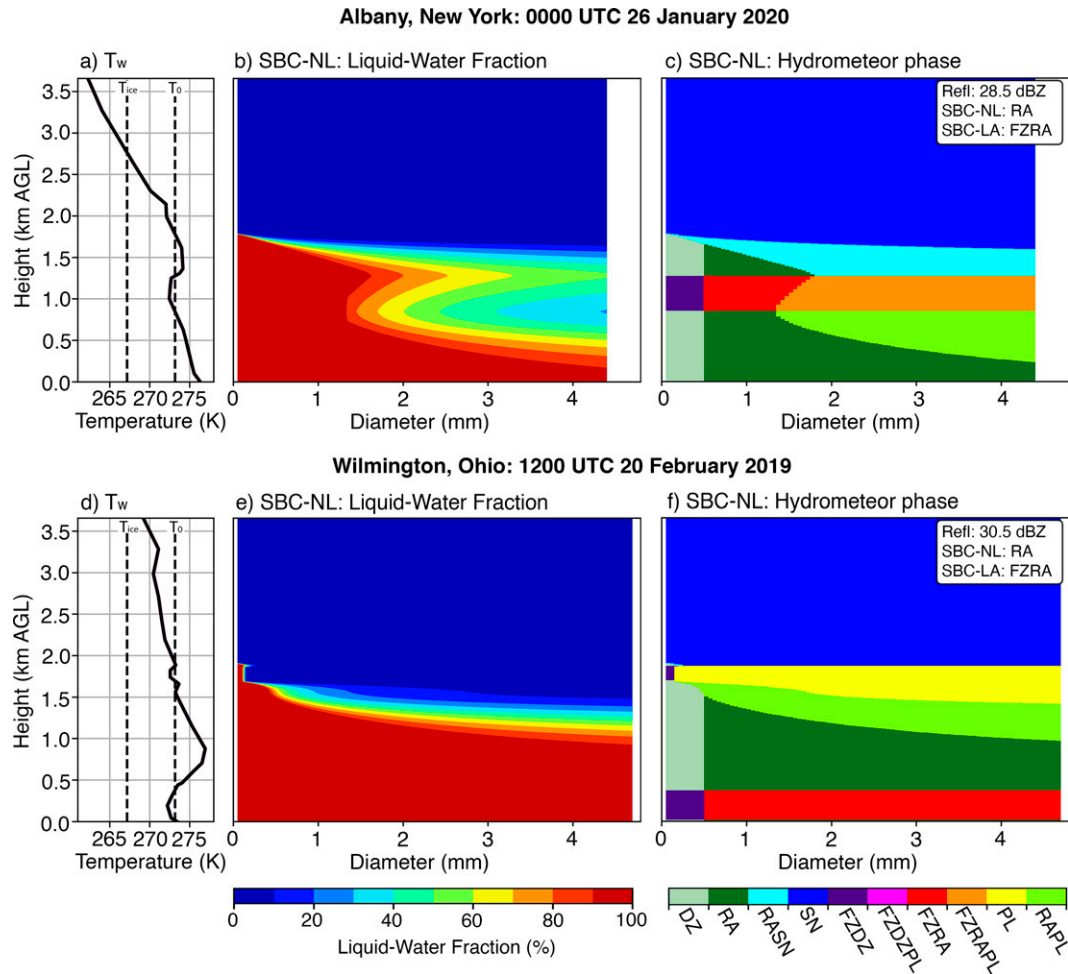 Albany, New York: 0000 UTC 26 January 2020
a) Tw
b) SBC-NL: Liquid-Water Fraction
c) SBC-NL: Hydrometeor phase
Tice
T0
3.5
3.0
2.5
2.0
1.5
1.0
0.5
0.0
Height (km AGL)
265 270 275
Temperature (K)
0 1 2 3 4
Diameter (mm)
Refl: 28.5 dBZ
SBC-NL: RA
SBC-LA: FZRA
0 1 2 3 4
Diameter (mm)
Wilmington, Ohio: 1200 UTC 20 February 2019
d) Tw
e) SBC-NL: Liquid-Water Fraction
f) SBC-NL: Hydrometeor phase
Tice
T0
3.5
3.0
2.5
2.0
1.5
1.0
0.5
0.0
Height (km AGL)
265 270 275
Temperature (K)
0 1 2 3 4
Diameter (mm)
Refl: 30.5 dBZ
SBC-NL: RA
SBC-LA: FZRA
0 1 2 3 4
Diameter (mm)
0 20 40 60 80 100
Liquid-Water Fraction (%)
DZ
RA
RASN
SN
FZDZ
FZDZPL
FZRA
FZRAPL
PL
RAPL